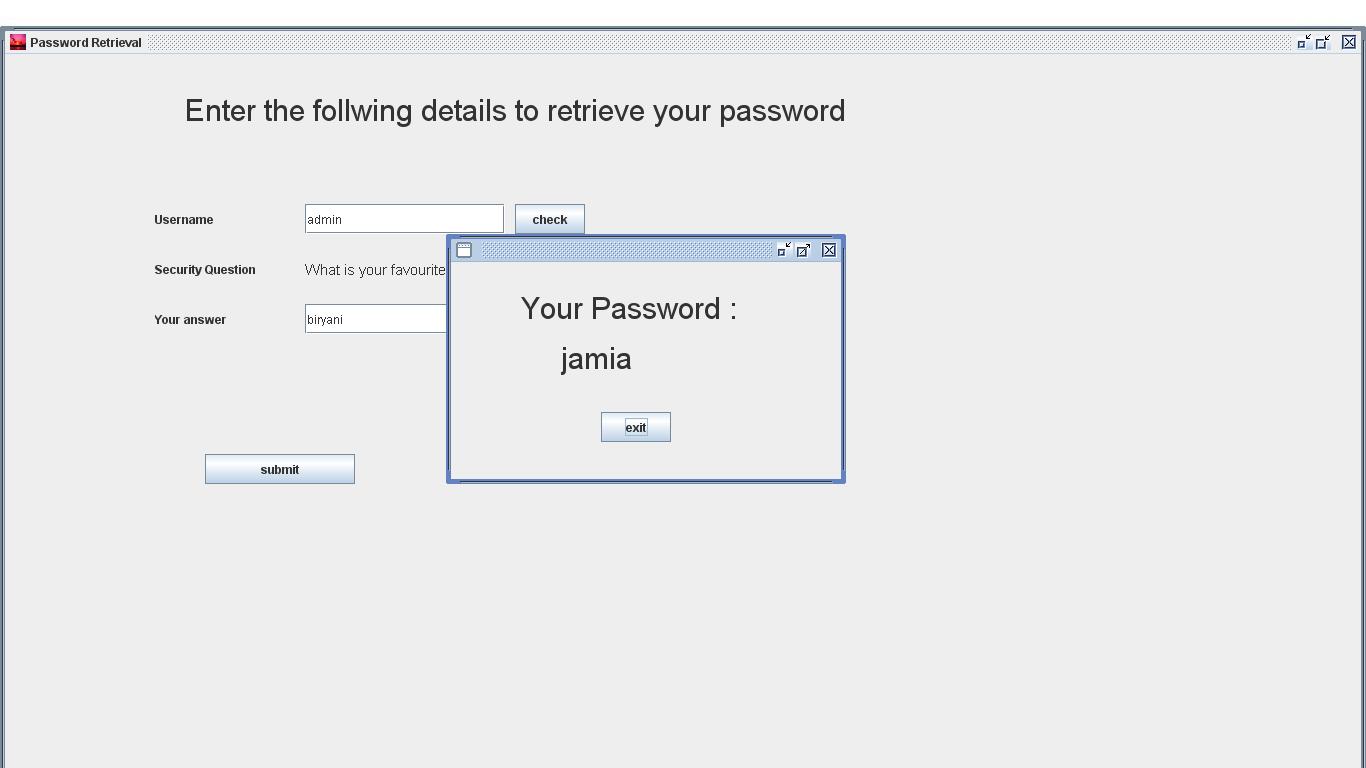 Password Retrieval
Enter the follwing details to retrieve your password
Username
admin
check
Security Question
What is your favourite
Your answer
biryani
Your Password :
jamia
exit
submit